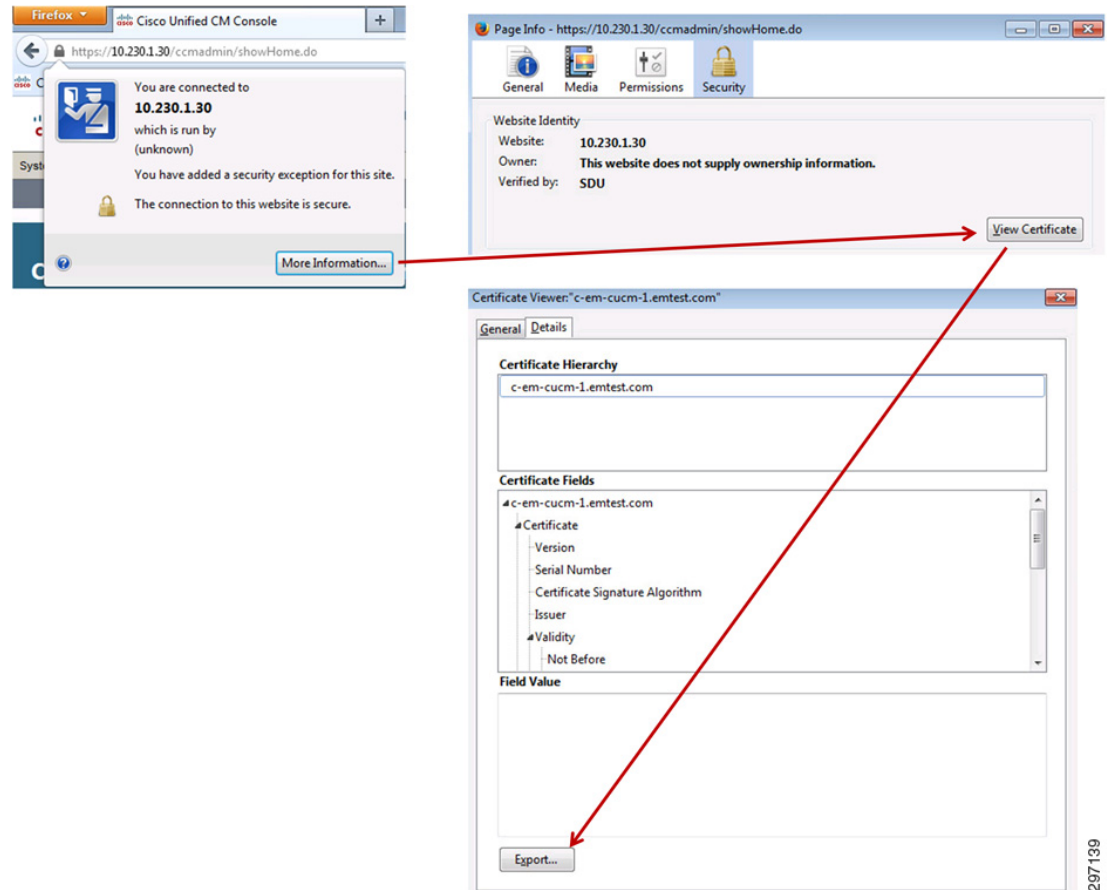 Firefox
Cisco Unified CM Console
https://10.230.1.30/ccmadmin/showHome.do
You are connected to
10.230.1.30
which is run by
(unknown)
You have added a security exception for this site.
The connection to this website is secure.
More Information...
Page Info - https://10.230.1.30/ccmadmin/showHome.do
General Media Permissions Security
Website Identity
Website: 10.230.1.30
Owner: This website does not supply ownership information.
Verified by: SDU
View Certificate
Certificate Viewer:"c-em-cucm-1.emtest.com"
General Details
Certificate Hierarchy
c-em-cucm-1.emtest.com
Certificate Fields
c-em-cucm-1.emtest.com
Certificate
Version
Serial Number
Certificate Signature Algorithm
Issuer
Validity
Not Before
Field Value
Export...
297139